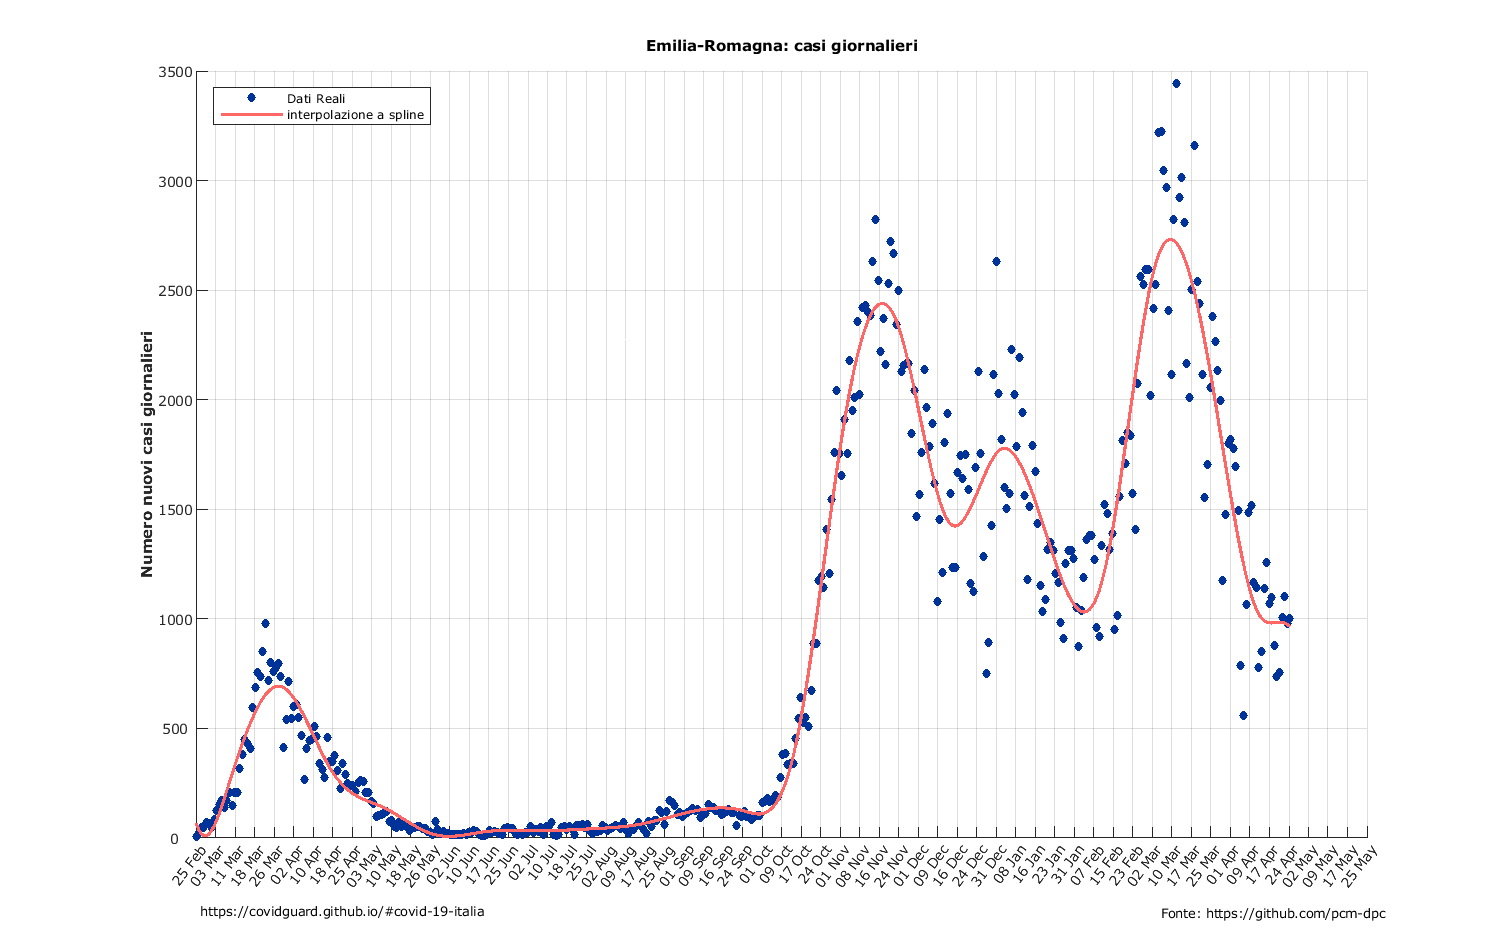 Emilia-Romagna: casi giornalieri
Dati Reali
interpolazione a spline
Numero nuovi casi giornalieri
3500
3000
2500
2000
1500
1000
500
0
25 Feb
03 Mar
11 Mar
18 Mar
26 Mar
02 Apr
10 Apr
18 Apr
25 Apr
03 May
10 May
18 May
26 May
02 Jun
10 Jun
17 Jun
25 Jun
02 Jul
10 Jul
18 Jul
25 Jul
02 Aug
09 Aug
17 Aug
25 Aug
01 Sep
09 Sep
16 Sep
24 Sep
01 Oct
09 Oct
17 Oct
24 Oct
01 Nov
08 Nov
16 Nov
24 Nov
01 Dec
09 Dec
16 Dec
24 Dec
31 Dec
08 Jan
16 Jan
23 Jan
31 Jan
07 Feb
15 Feb
23 Feb
02 Mar
10 Mar
17 Mar
25 Mar
01 Apr
09 Apr
17 Apr
24 Apr
02 May
09 May
17 May
25 May
https://covidguard.github.io/#covid-19-italia
Fonte: https://github.com/pcm-dpc